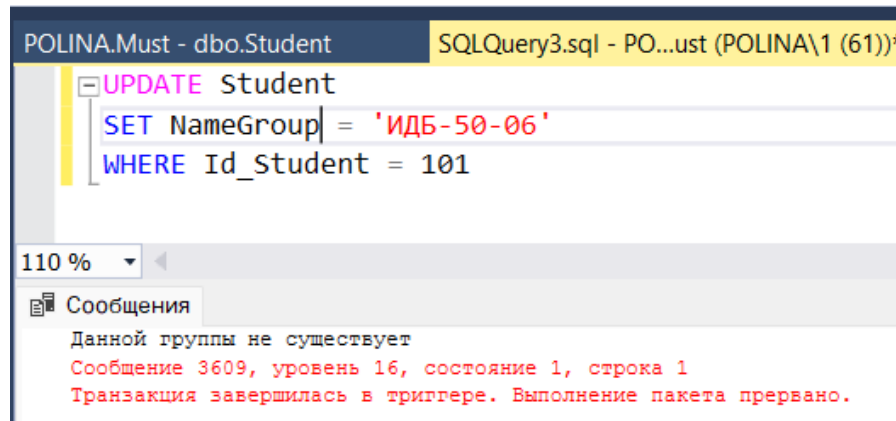 POLINA.Must - dbo.Student SQLQuery3.sql - PO...ust (POLINA\1 (61))*
UPDATE Student
SET NameGroup = 'ИДБ-50-06'
WHERE Id_Student = 101
110 %
Сообщения
Данной группы не существует
Сообщение 3609, уровень 16, состояние 1, строка 1
Транзакция завершилась в триггере. Выполнение пакета прервано.